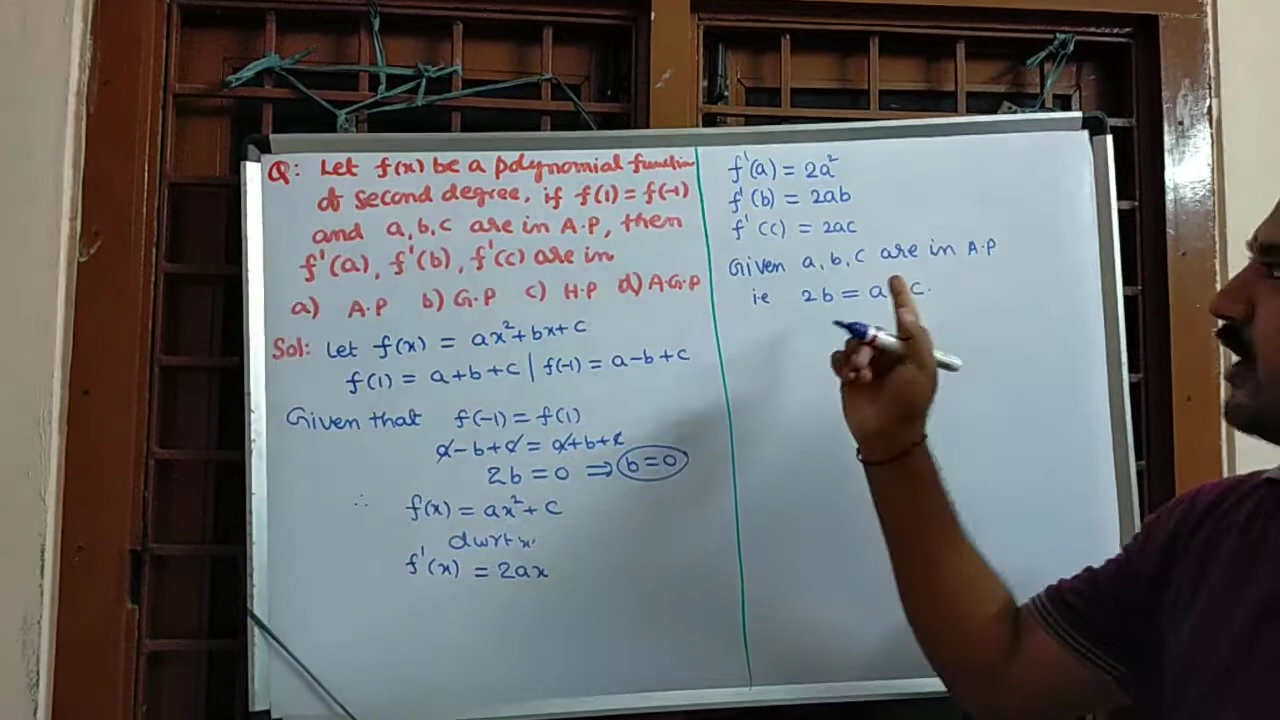 Q: Let f(x) be a polynomial function
of second degree, if f(1) = f(-1)
and a, b, c are in A.P, then
f'(a), f'(b), f'(c) are in
a) A.P b) G.P c) H.P d) A.G.P
Sol: Let f(x) = ax²+bx+c
f(1) = a+b+c | f(-1) = a-b+c
Given that f(-1) = f(1)
a-b+c = a+b+c
2b = 0 ⇒ b=0
∴ f(x) = ax²+c
dwrt x'
f'(x) = 2ax
f'(a) = 2a²
f'(b) = 2ab
f'(c) = 2ac
Given a, b, c are in A.P
ie 2b = a c.